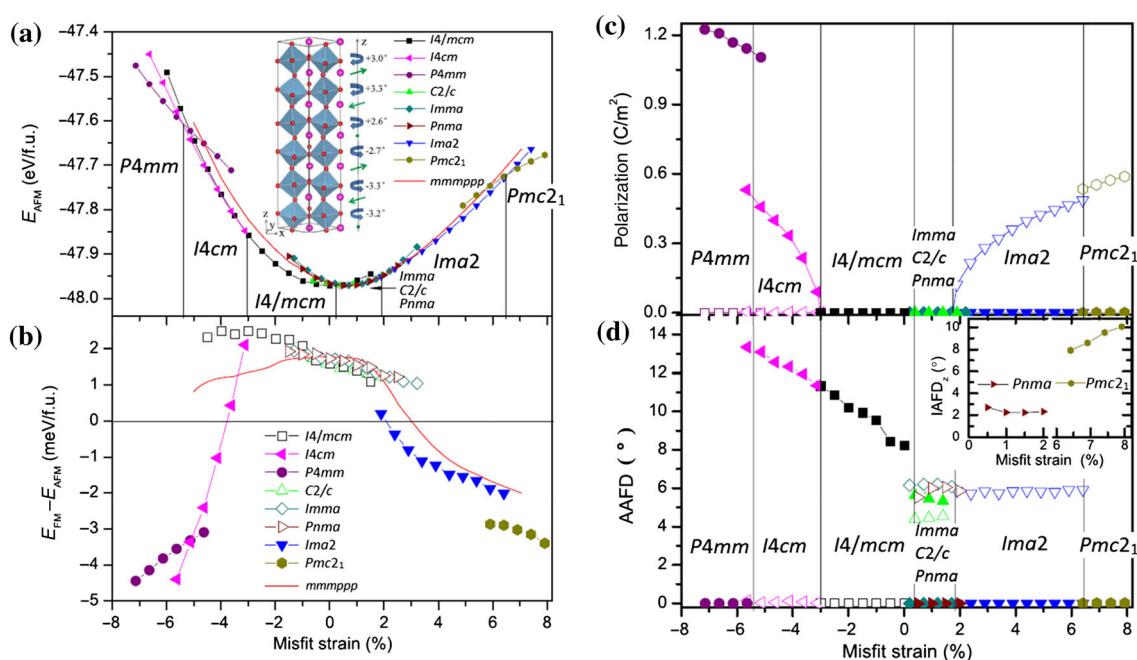 (a)
-47.4
-47.5
-47.6
-47.7
-47.8
-47.9
-48.0
E_AFM (eV/f.u.)
z
+3.0°
+3.3°
+2.6°
-2.7°
-3.3°
-3.2°
z
y
x
I4/mcm
I4cm
P4mm
C2/c
Imma
Pnma
Ima2
Pmc2₁
mmmppp
P4mm
I4cm
I4/mcm
Imma
C2/c
Pnma
Ima2
Pmc2₁
(b)
2
1
0
-1
-2
-3
-4
-5
E_FM −E_AFM (meV/f.u.)
I4/mcm
I4cm
P4mm
C2/c
Imma
Pnma
Ima2
Pmc2₁
mmmppp
-8 -6 -4 -2 0 2 4 6 8
Misfit strain (%)
(c)
1.2
0.9
0.6
0.3
0.0
Polarization (C/m²)
P4mm
I4cm
I4/mcm
Imma
C2/c
Pnma
Ima2
Pmc2₁
(d)
14
12
10
8
6
4
2
0
AAFD (°)
10
8
6
4
2
0
IAFD_z (°)
Pnma
Pmc2₁
0 1 2 6 7 8
Misfit strain (%)
P4mm
I4cm
I4/mcm
Imma
C2/c
Pnma
Ima2
Pmc2₁
-8 -6 -4 -2 0 2 4 6 8
Misfit strain (%)